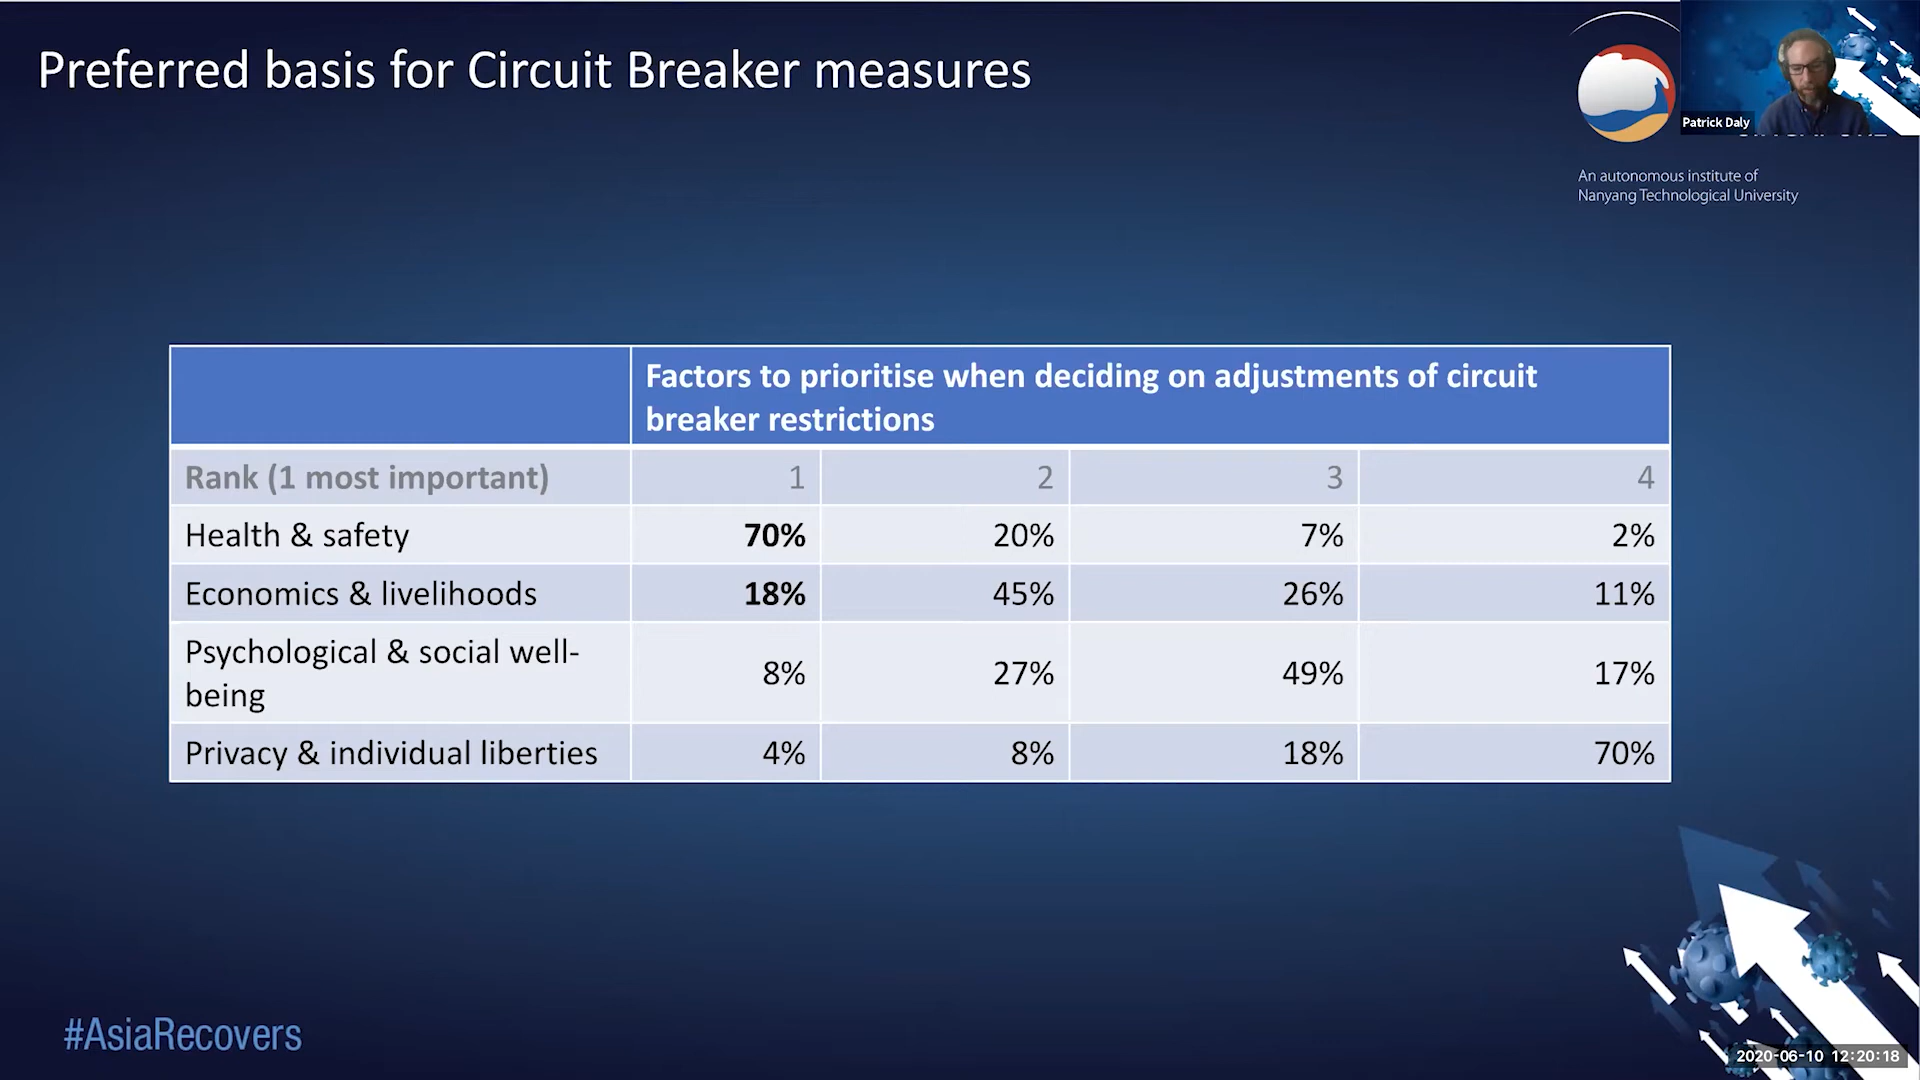 Preferred basis for Circuit Breaker measures
Patrick Daly
An autonomous institute of
Nanyang Technological University
Factors to prioritise when deciding on adjustments of circuit
breaker restrictions
Rank (1 most important) 1 2 3 4
Health & safety 70% 20% 7% 2%
Economics & livelihoods 18% 45% 26% 11%
Psychological & social well-
being 8% 27% 49% 17%
Privacy & individual liberties 4% 8% 18% 70%
#AsiaRecovers
2020-06-10 12:20:18